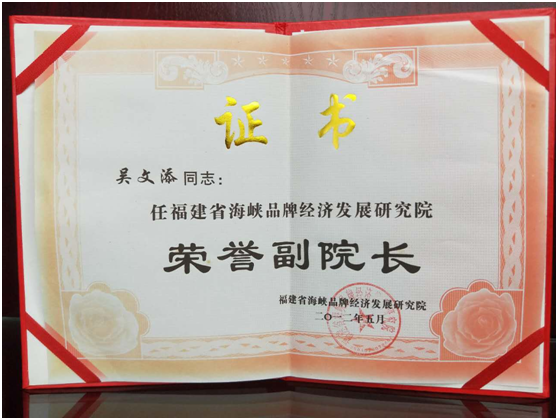 证 书
吴文添同志：
任福建省海峡品牌经济发展研究院
荣誉副院长
福建省海峡品牌经济发展研究院
二〇一二年五月